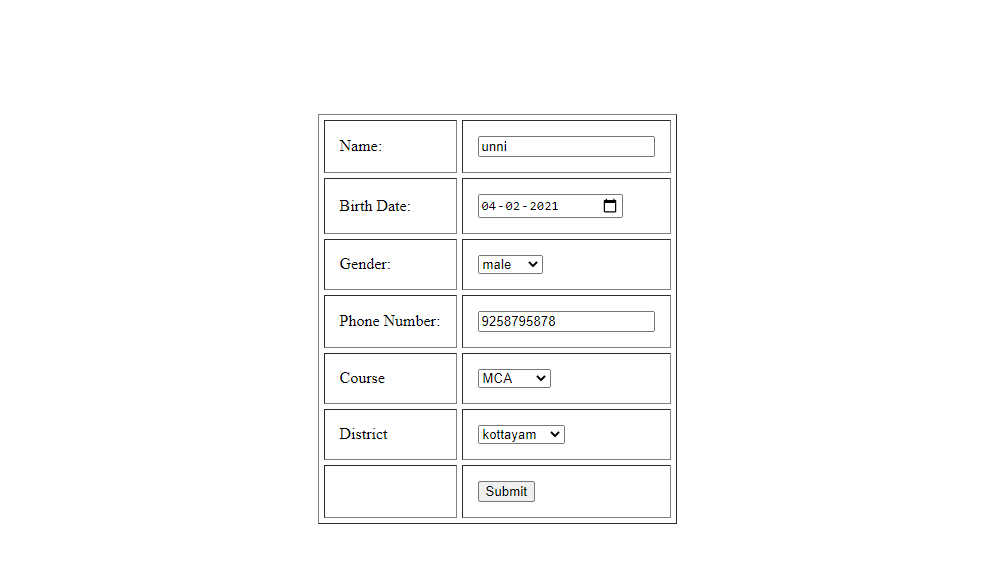 Name: unni
Birth Date: 04-02-2021
Gender: male
Phone Number: 9258795878
Course MCA
District kottayam
Submit